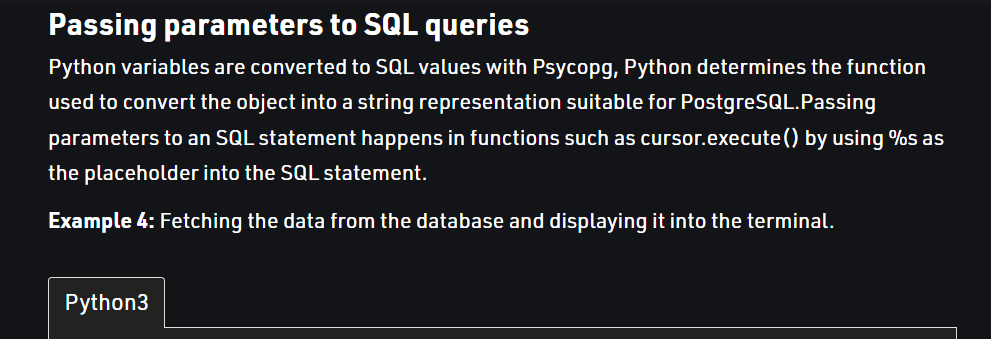 Passing parameters to SQL queries
Python variables are converted to SQL values with Psycopg, Python determines the function
used to convert the object into a string representation suitable for PostgreSQL.Passing
parameters to an SQL statement happens in functions such as cursor.execute() by using %s as
the placeholder into the SQL statement.
Example 4: Fetching the data from the database and displaying it into the terminal.
Python3